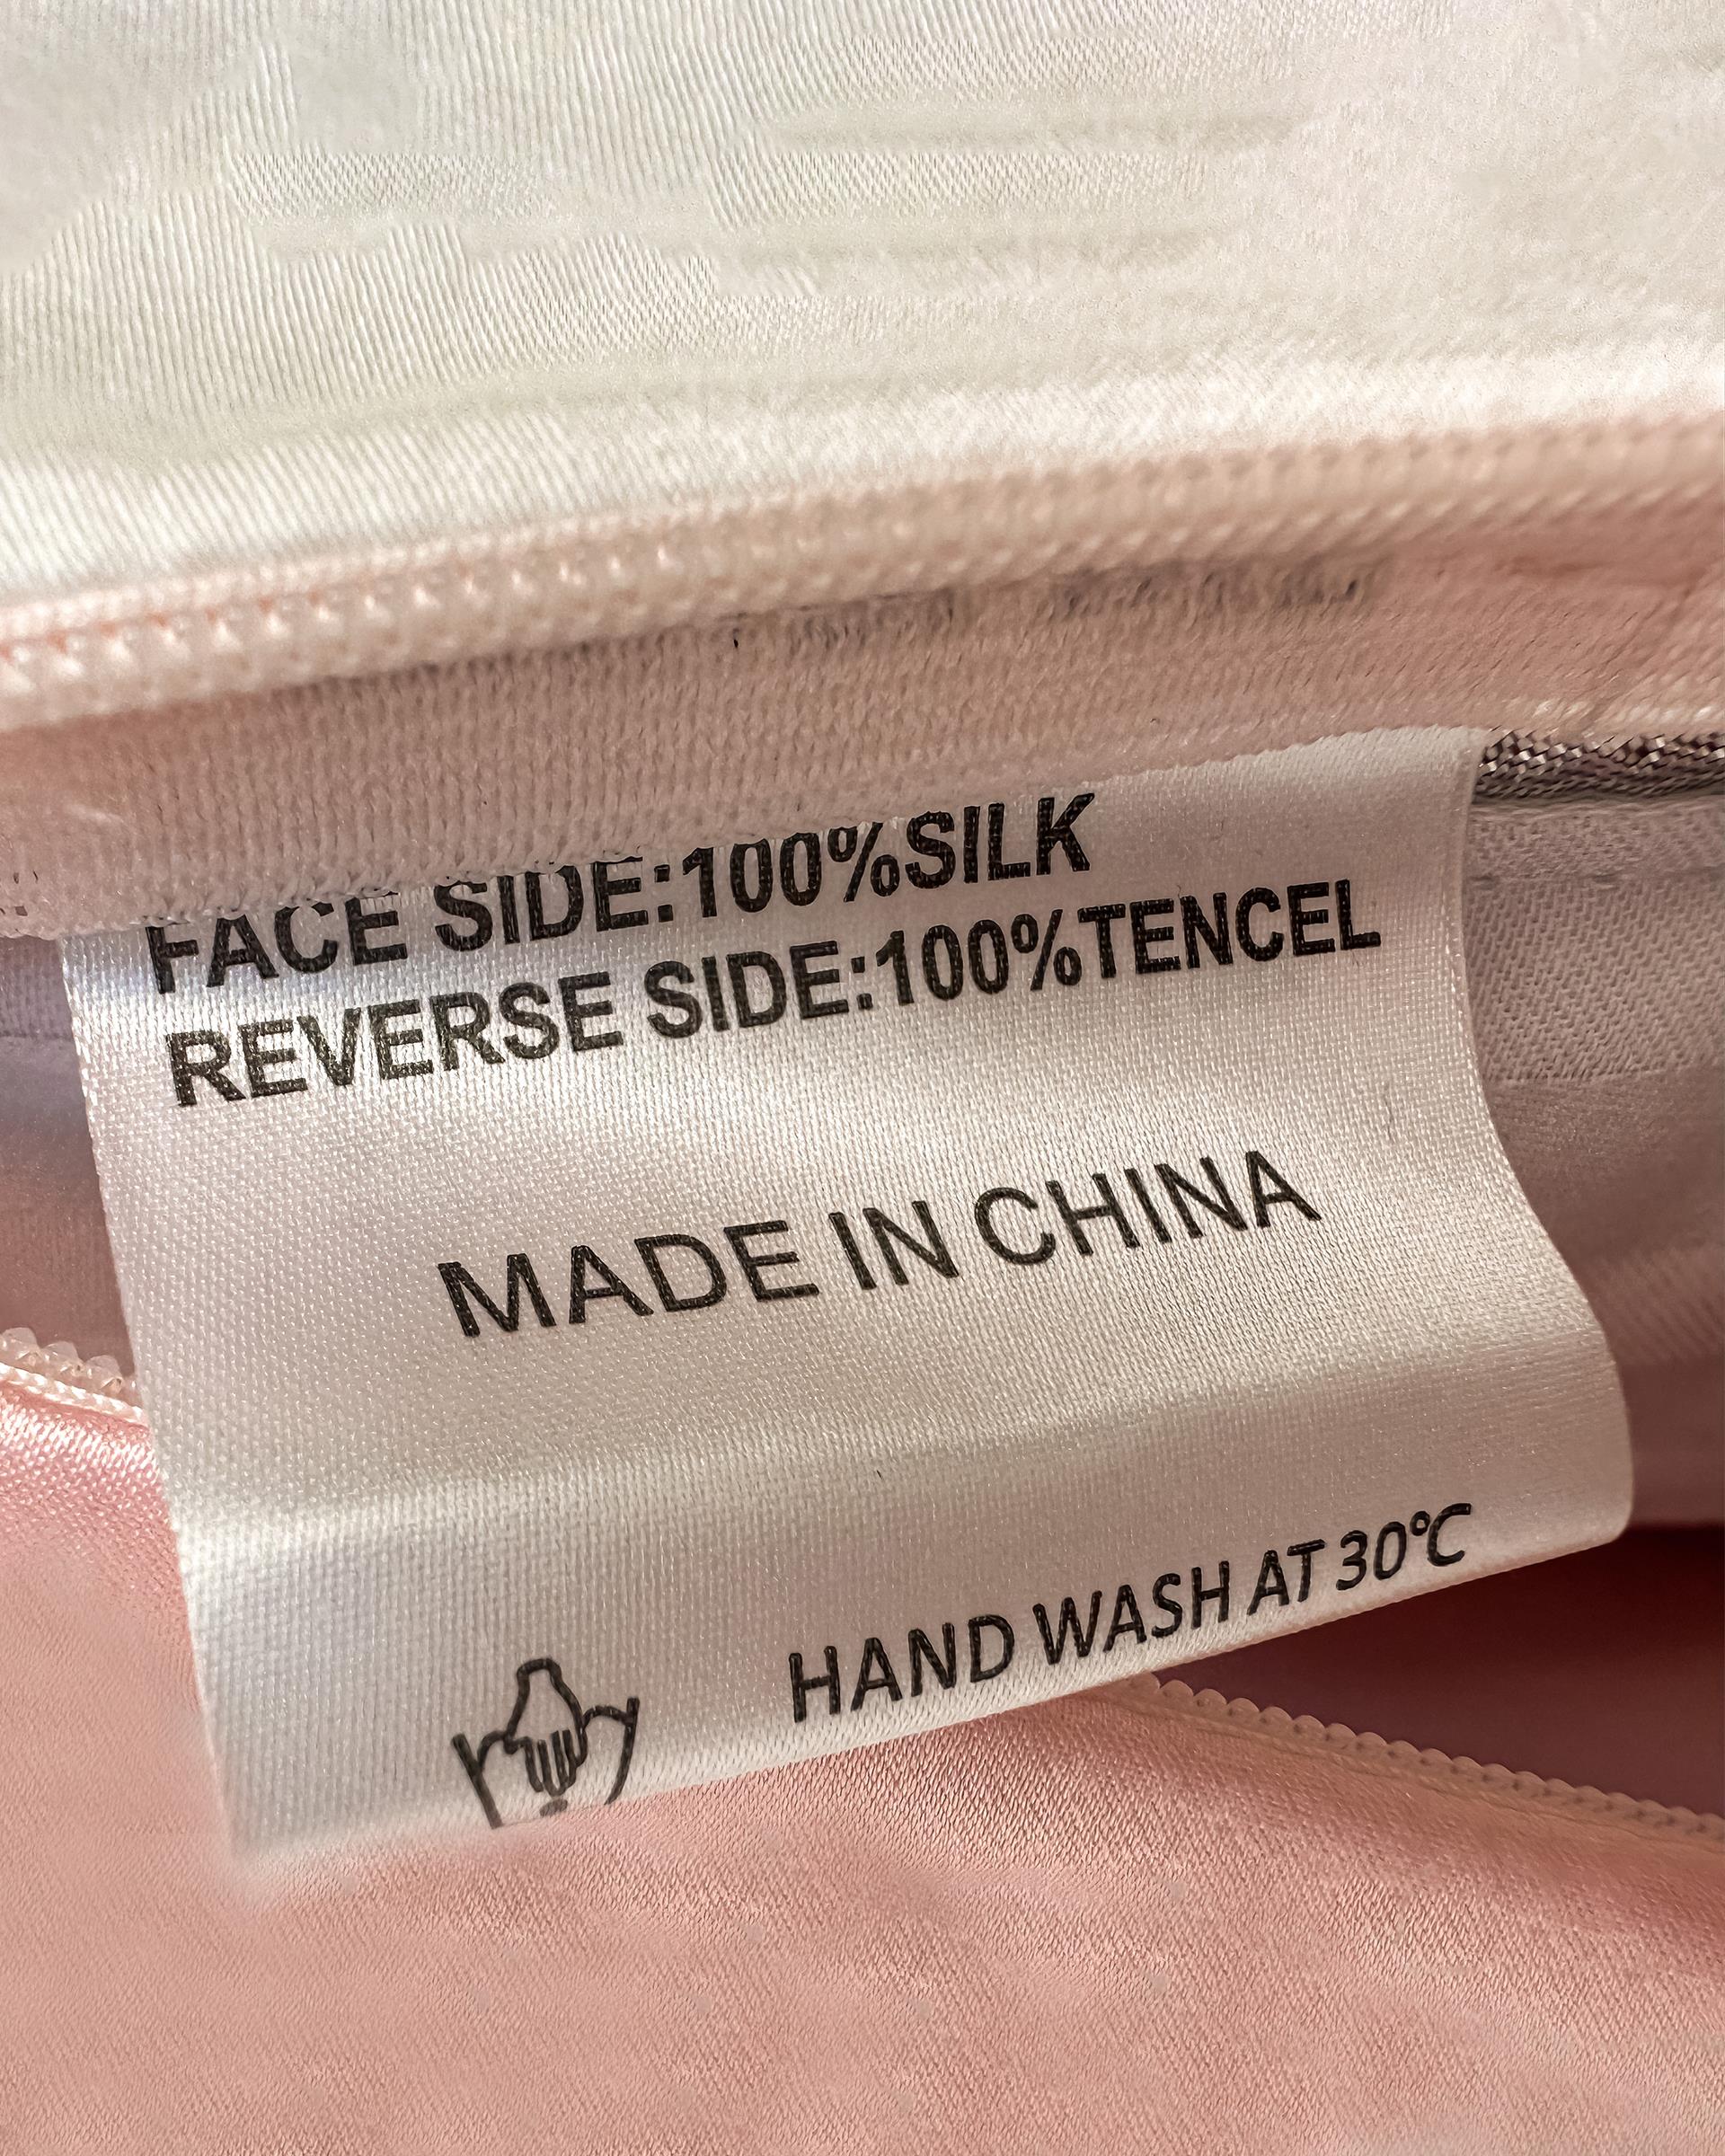 FACE SIDE:100%SILK
REVERSE SIDE:100%TENCEL
MADE IN CHINA
HAND WASH AT 30℃